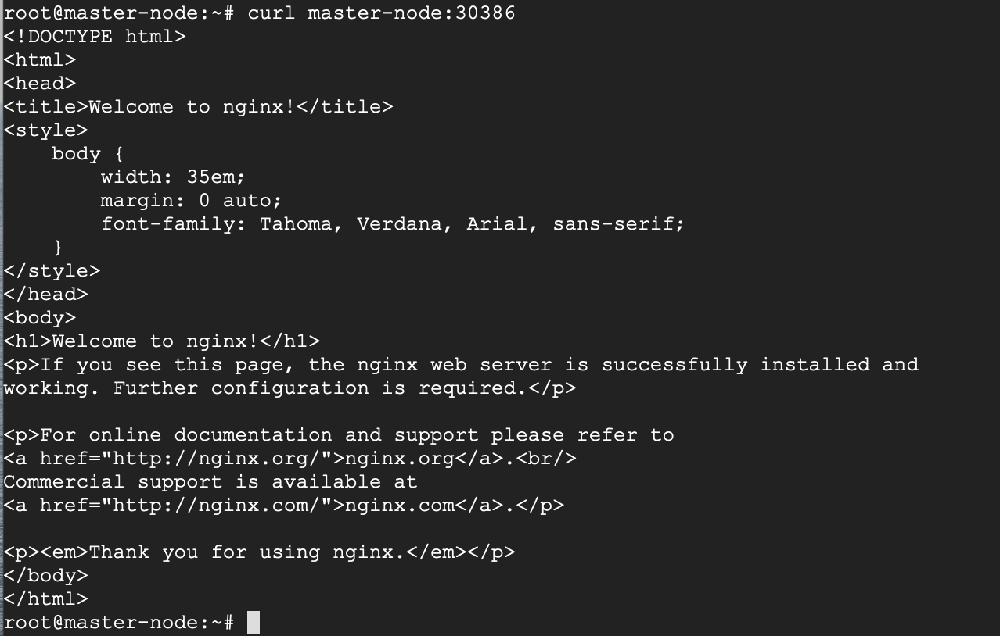 root@master-node:~# curl master-node:30386
<!DOCTYPE html>
<html>
<head>
<title>Welcome to nginx!</title>
<style>
    body {
        width: 35em;
        margin: 0 auto;
        font-family: Tahoma, Verdana, Arial, sans-serif;
    }
</style>
</head>
<body>
<h1>Welcome to nginx!</h1>
<p>If you see this page, the nginx web server is successfully installed and
working. Further configuration is required.</p>

<p>For online documentation and support please refer to
<a href="http://nginx.org/">nginx.org</a>.<br/>
Commercial support is available at
<a href="http://nginx.com/">nginx.com</a>.</p>

<p><em>Thank you for using nginx.</em></p>
</body>
</html>
root@master-node:~#